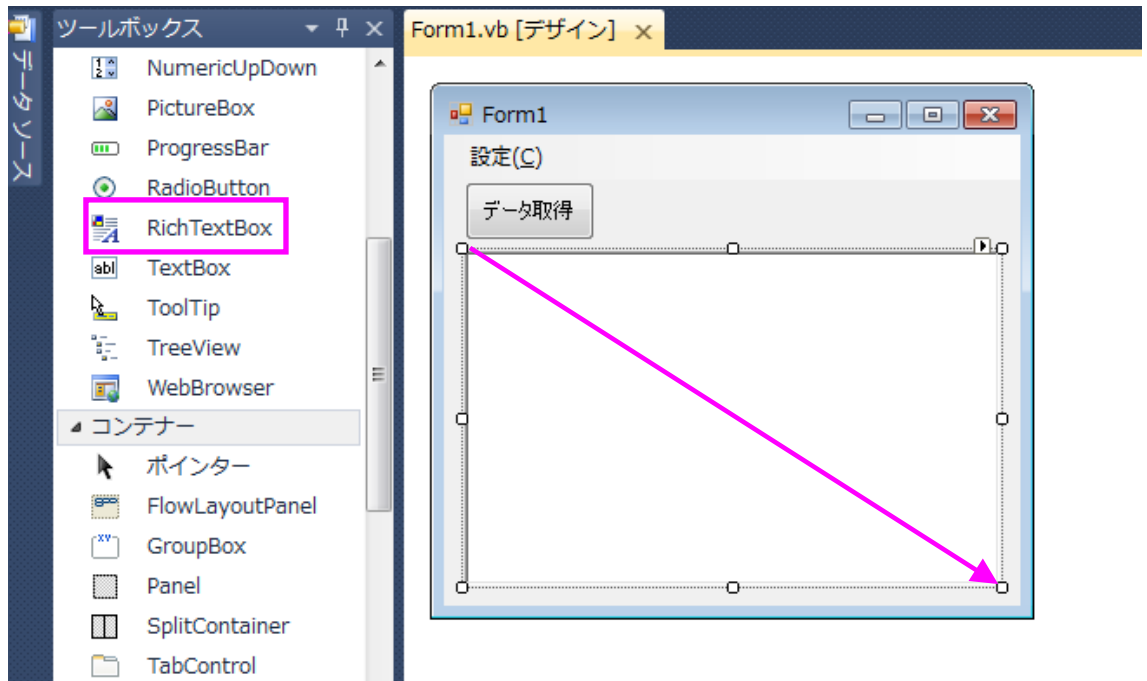 データソース
ツールボックス
NumericUpDown
PictureBox
ProgressBar
RadioButton
RichTextBox
abl TextBox
ToolTip
TreeView
WebBrowser
コンテナー
ポインター
FlowLayoutPanel
GroupBox
Panel
SplitContainer
TabControl
Form1.vb [デザイン]
Form1
設定(C)
データ取得